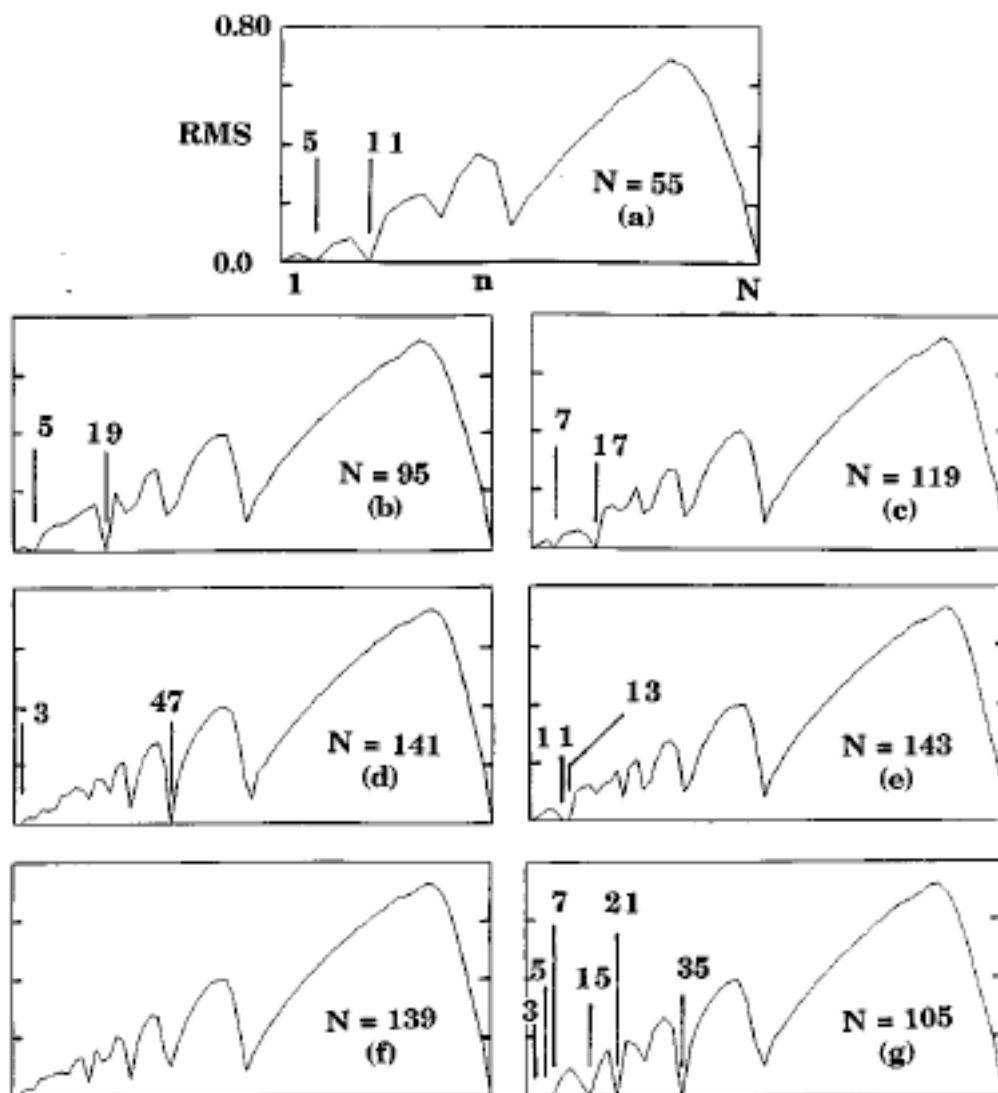 0.80
RMS
5
11
N = 55
(a)
0.0
1
n
N
5
19
N = 95
(b)
7
17
N = 119
(c)
3
47
N = 141
(d)
11
13
N = 143
(e)
N = 139
(f)
3
5
7
15
21
35
N = 105
(g)